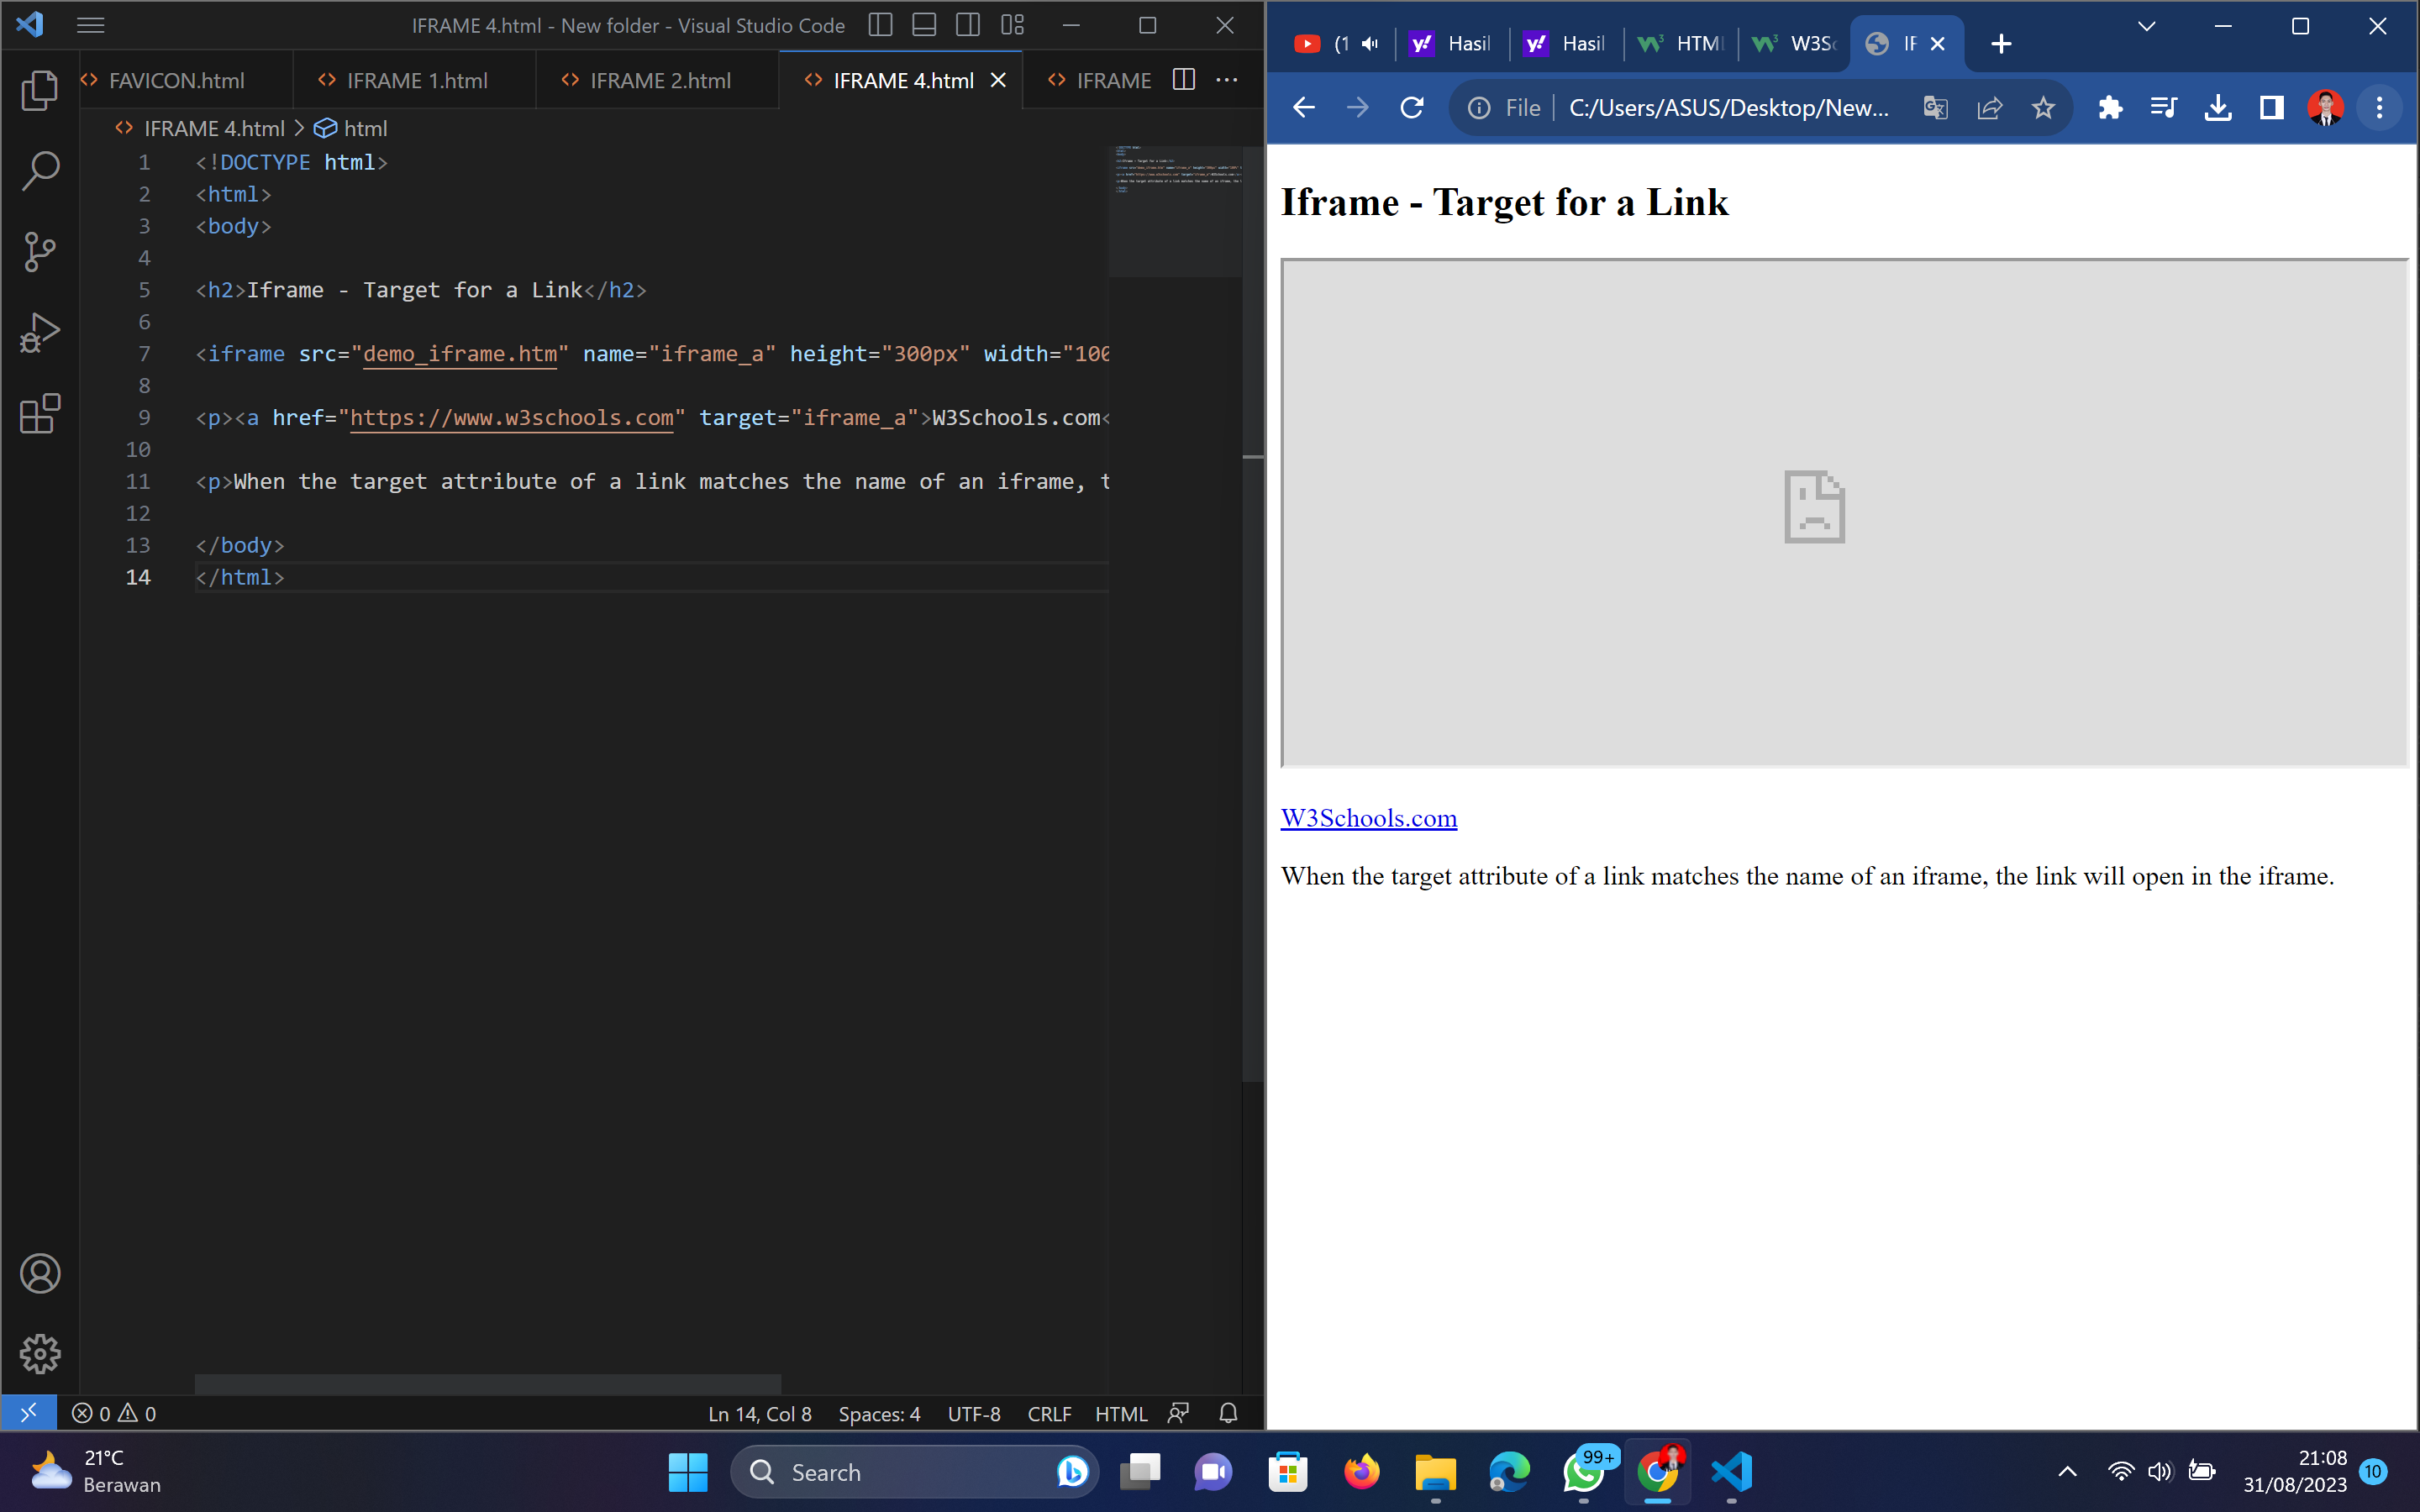 IFRAME 4.html - New folder - Visual Studio Code
FAVICON.html
IFRAME 1.html
IFRAME 2.html
IFRAME 4.html
IFRAME
IFRAME 4.html > html
1 <!DOCTYPE html>
2 <html>
3 <body>
4
5 <h2>Iframe - Target for a Link</h2>
6
7 <iframe src="demo_iframe.htm" name="iframe_a" height="300px" width="100
8
9 <p><a href="https://www.w3schools.com" target="iframe_a">W3Schools.com<
10
11 <p>When the target attribute of a link matches the name of an iframe, t
12
13 </body>
14 </html>
0 0
Ln 14, Col 8
Spaces: 4
UTF-8
CRLF
HTML
(1
Hasil
Hasil
HTML
W3Sc
IF
File
C:/Users/ASUS/Desktop/New...
Iframe - Target for a Link
W3Schools.com
When the target attribute of a link matches the name of an iframe, the link will open in the iframe.
21°C
Berawan
Search
99+
21:08
31/08/2023
10